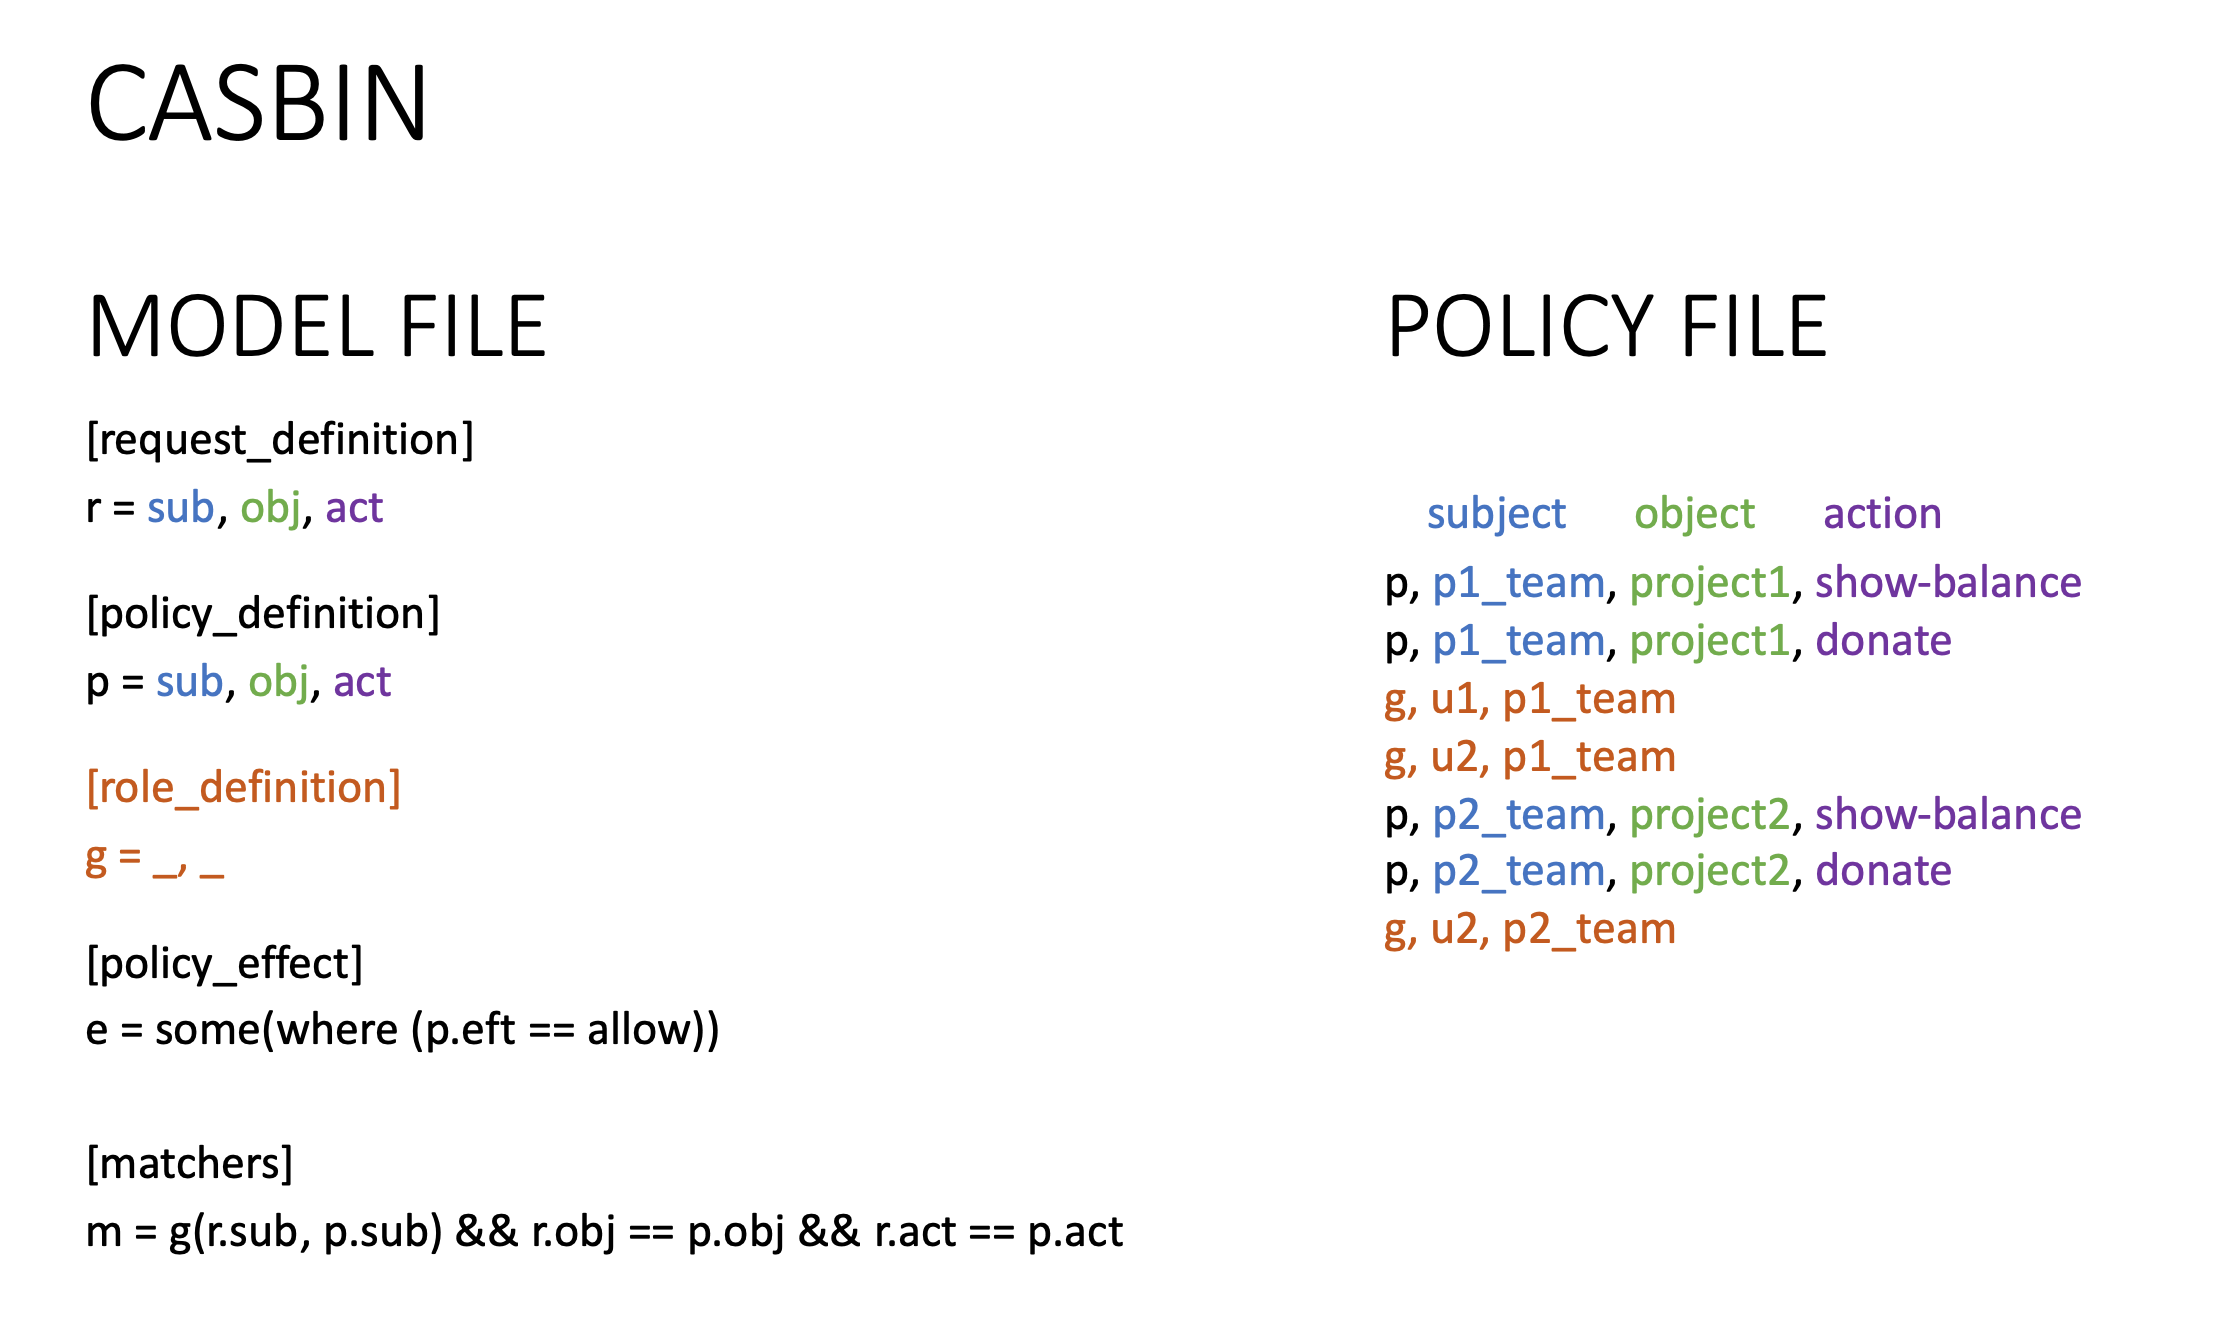 CASBIN
MODEL FILE
[request_definition]
r = sub, obj, act
[policy_definition]
p = sub, obj, act
[role_definition]
g = _, _
[policy_effect]
e = some(where (p.eft == allow))
[matchers]
m = g(r.sub, p.sub) && r.obj == p.obj && r.act == p.act
POLICY FILE
subject object action
p, p1_team, project1, show-balance
p, p1_team, project1, donate
g, u1, p1_team
g, u2, p1_team
p, p2_team, project2, show-balance
p, p2_team, project2, donate
g, u2, p2_team